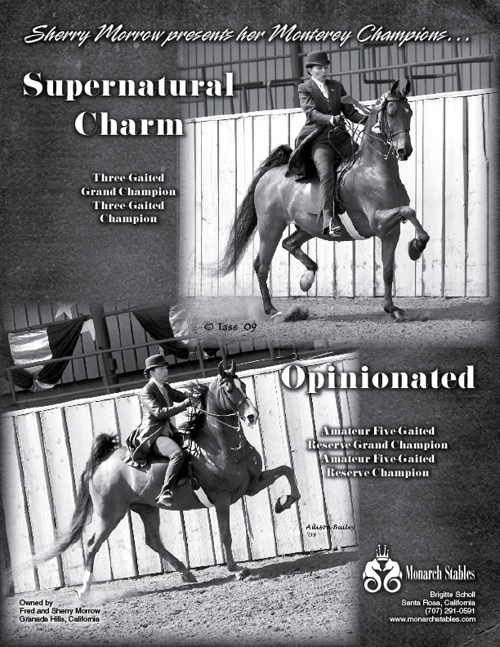 Sherry Morrow presents her Monterey Champions...
Supernatural
Charm
Three-Gaited
Grand Champion
Three-Gaited
Champion
© Tass '09
Opinionated
Amateur Five-Gaited
Reserve Grand Champion
Amateur Five-Gaited
Reserve Champion
Allison Bailey
'09
Monarch Stables
Brigitte Scholl
Santa Rosa, California
(707) 291-0591
www.monarchstables.com
Owned by
Fred and Sherry Morrow
Granada Hills, California